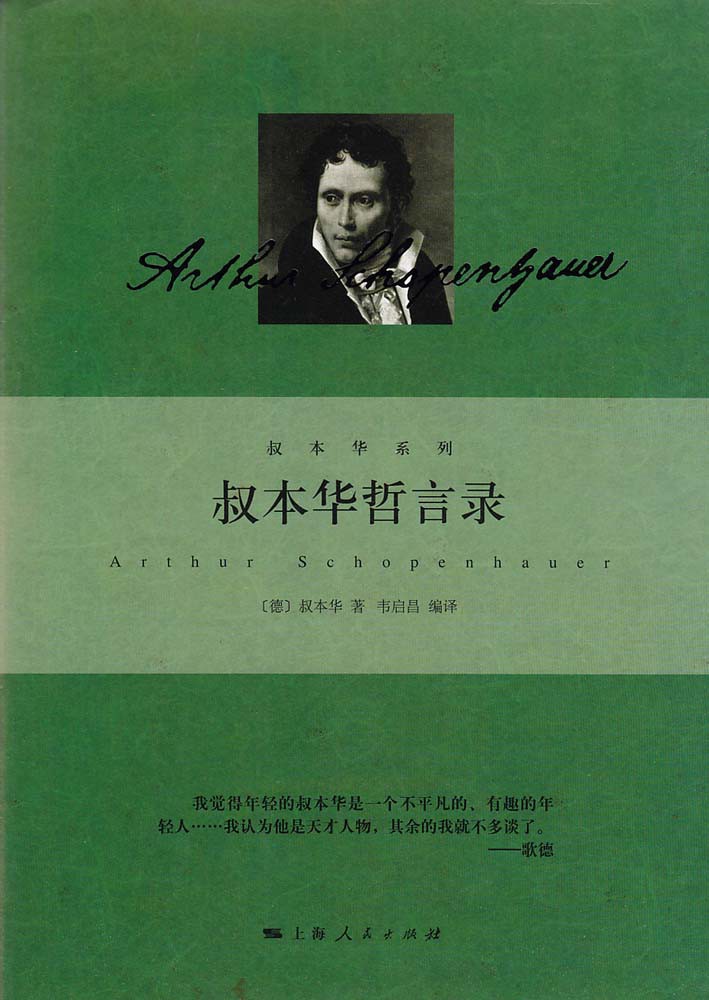 Arthur Schopenhauer
叔本华系列
叔本华哲言录
Arthur Schopenhauer
〔德〕叔本华 著 韦启昌 编译
我觉得年轻的叔本华是一个不平凡的、有趣的年
轻人……我认为他是天才人物，其余的我就不多谈了。
——歌德
上海人民出版社